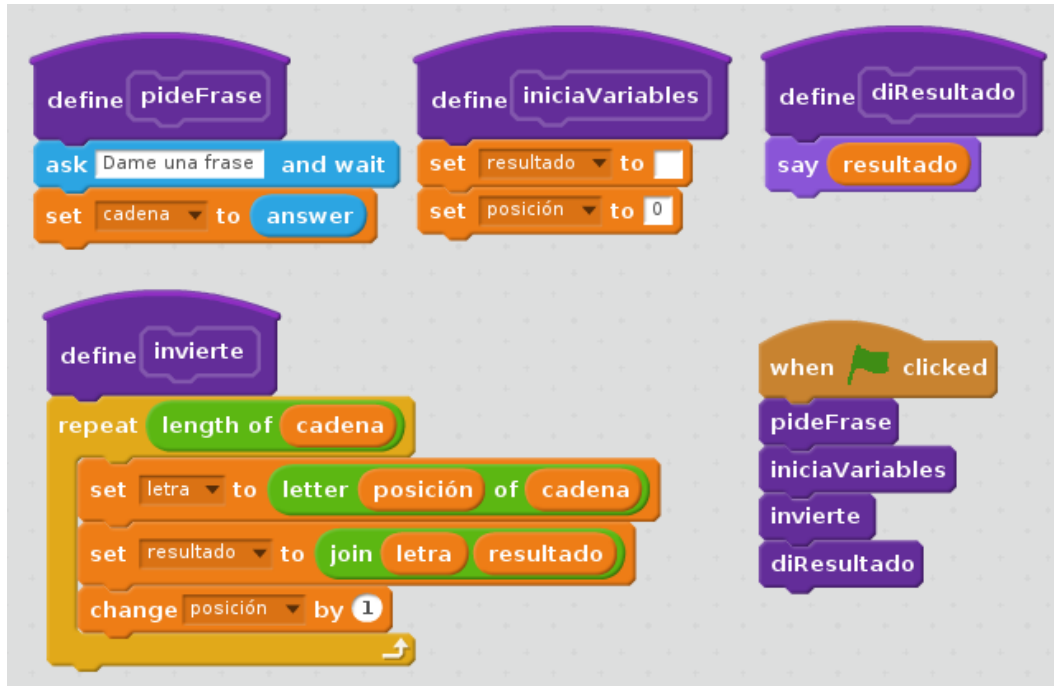 define pideFrase
ask Dame una frase and wait
set cadena to answer
define iniciaVariables
set resultado to
set posición to 0
define diResultado
say resultado
define invierte
repeat length of cadena
set letra to letter posición of cadena
set resultado to join letra resultado
change posición by 1
when clicked
pideFrase
iniciaVariables
invierte
diResultado